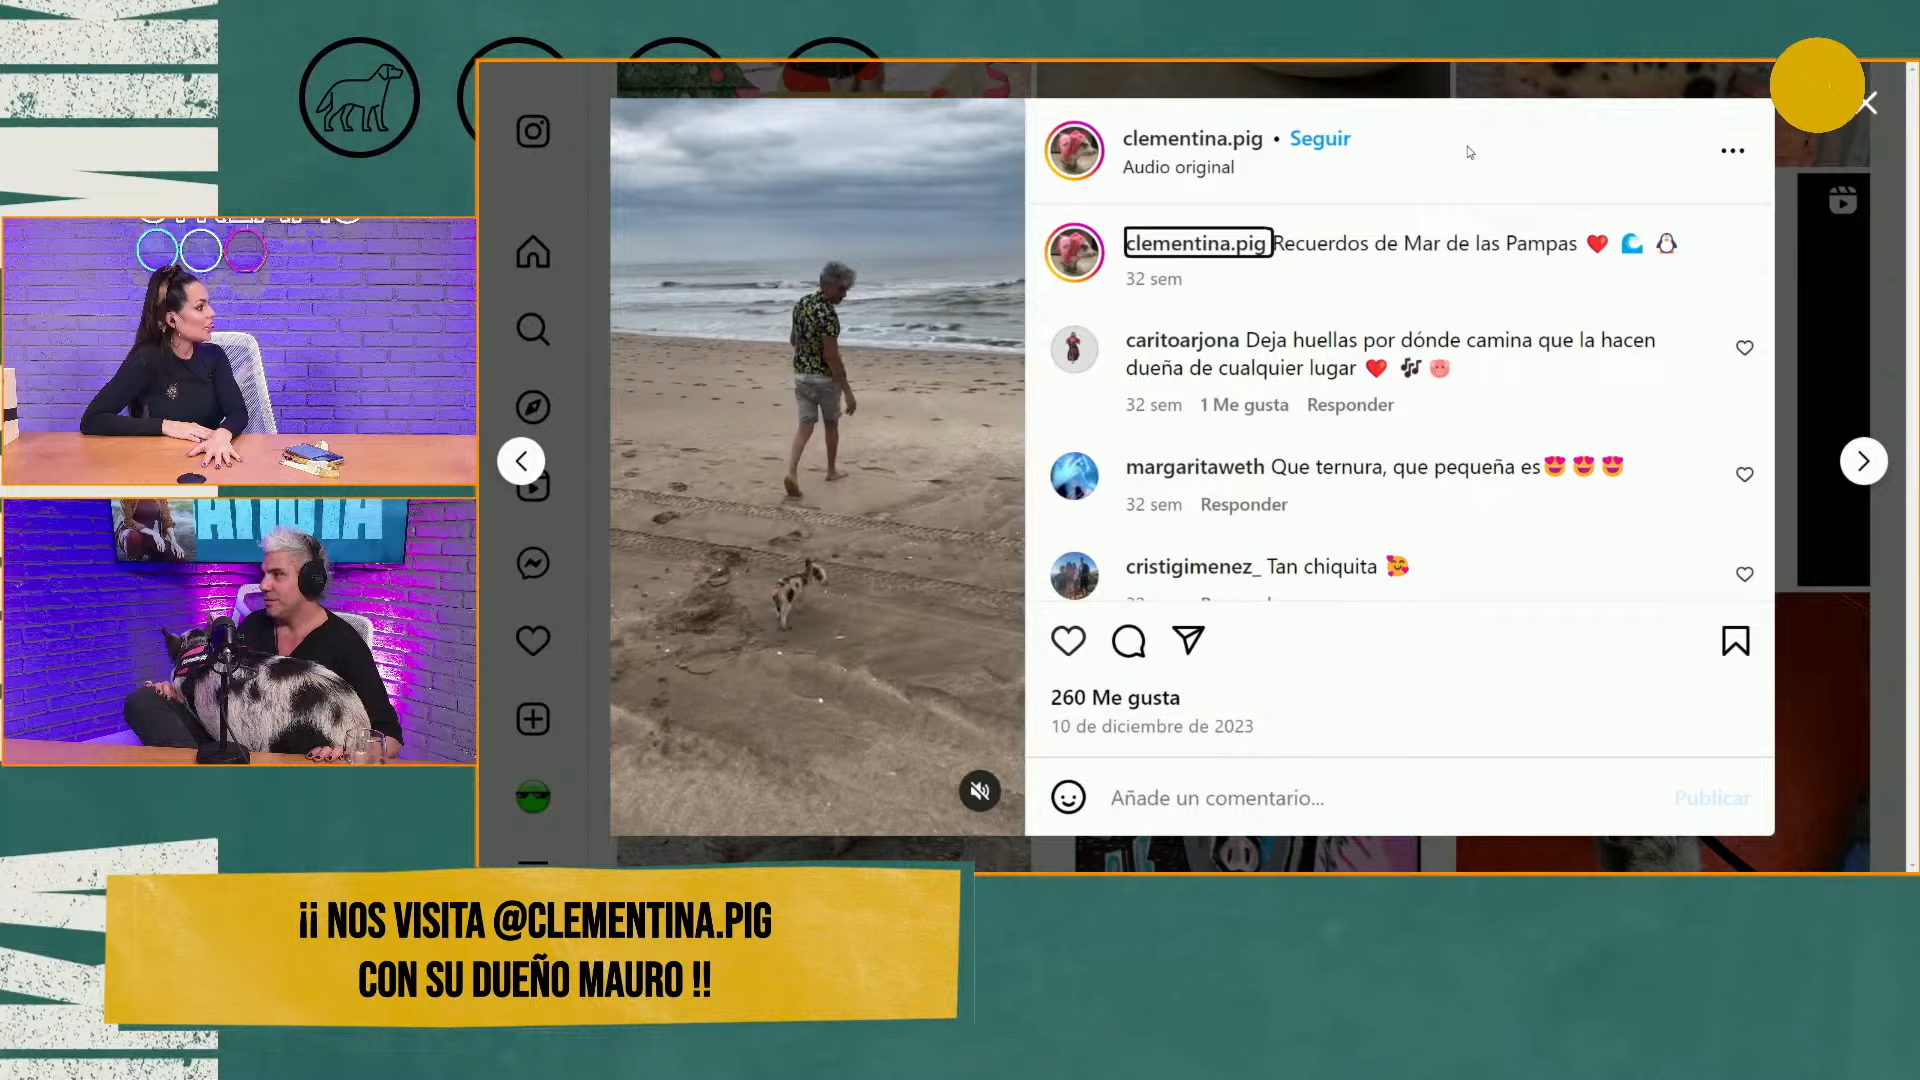 clementina.pig • Seguir
Audio original
clementina.pig Recuerdos de Mar de las Pampas ❤️ 🌊 🐧
32 sem
caritoarjona Deja huellas por dónde camina que la hacen
dueña de cualquier lugar ❤️ 🎶 🐷
32 sem 1 Me gusta Responder
margaritaweth Que ternura, que pequeña es😍 😍 😍
32 sem Responder
cristigimenez_ Tan chiquita 🥰
260 Me gusta
10 de diciembre de 2023
Añade un comentario...
Publicar
¡¡ NOS VISITA @CLEMENTINA.PIG
CON SU DUEÑO MAURO !!